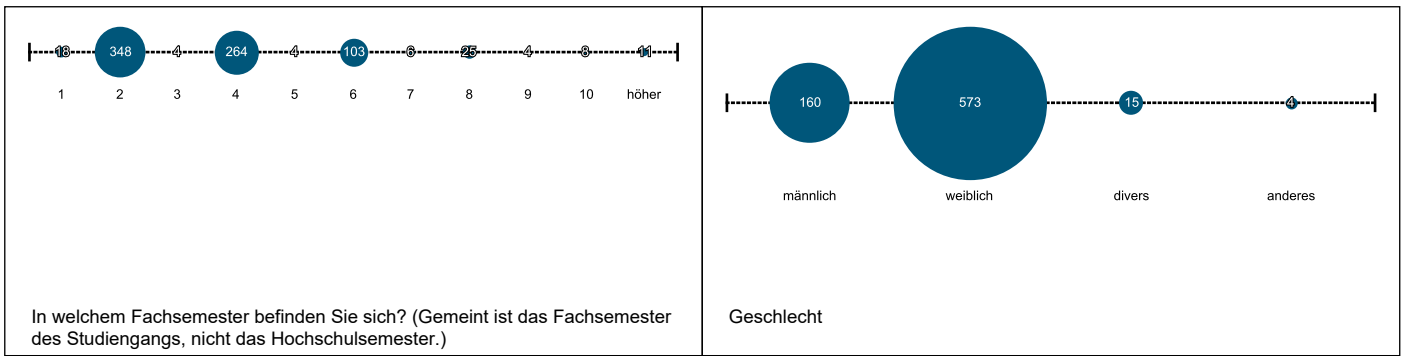 18 348 4 264 4 103 6 25 4 8 11
1 2 3 4 5 6 7 8 9 10 höher
In welchem Fachsemester befinden Sie sich? (Gemeint ist das Fachsemester
des Studiengangs, nicht das Hochschulsemester.)
160 573 15 4
männlich weiblich divers anderes
Geschlecht